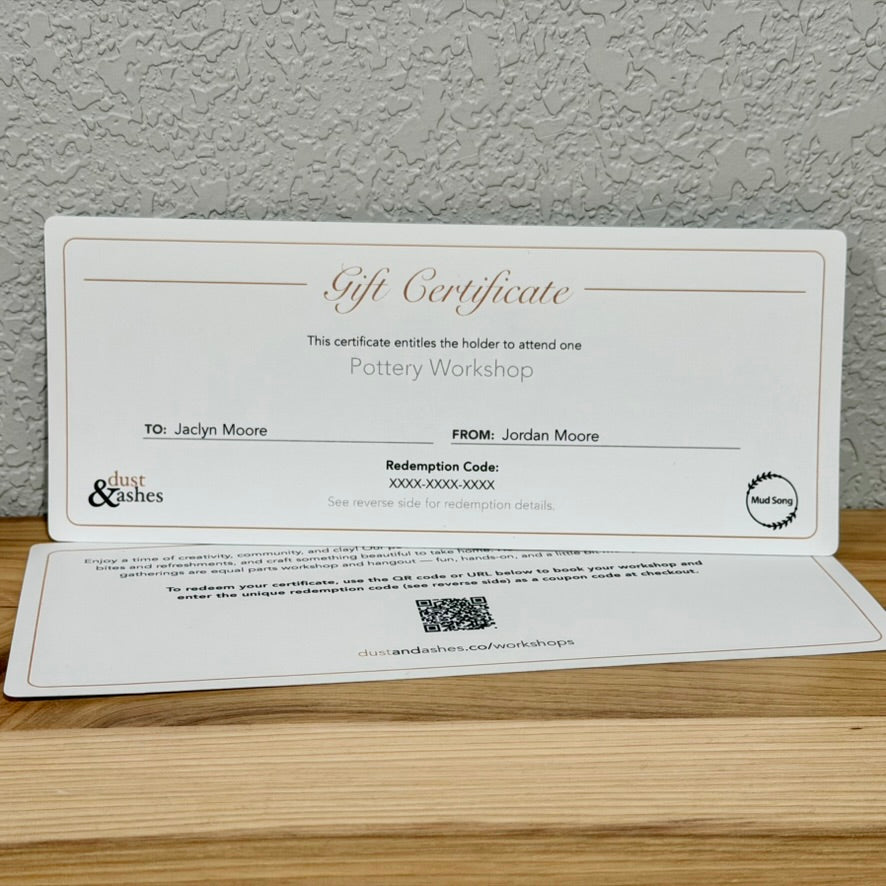 Gift Certificate
This certificate entitles the holder to attend one
Pottery Workshop
TO: Jaclyn Moore
FROM: Jordan Moore
Redemption Code:
XXXX-XXXX-XXXX
See reverse side for redemption details.
dust
&ashes
Mud Song
Enjoy a time of creativity, community, and clay! Our
bites and refreshments, and craft something beautiful to take home.
gatherings are equal parts workshop and hangout — fun, hands-on, and a little bit
To redeem your certificate, use the QR code or URL below to book your workshop and
enter the unique redemption code (see reverse side) as a coupon code at checkout.
dustandashes.co/workshops